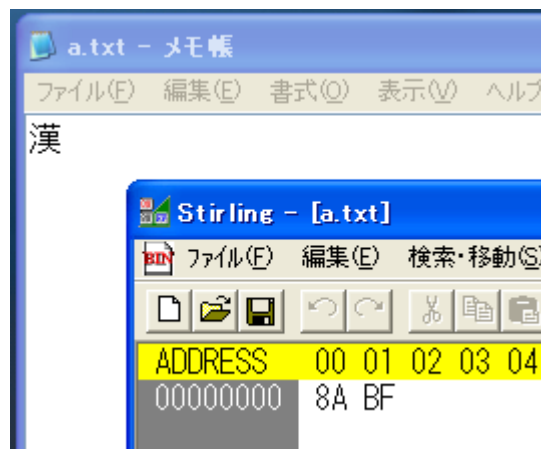 a.txt - メモ帳
ファイル(F) 編集(E) 書式(O) 表示(V) ヘルプ
漢
Stirling - [a.txt]
ファイル(F) 編集(E) 検索・移動(S)
ADDRESS 00 01 02 03 04
00000000 8A BF